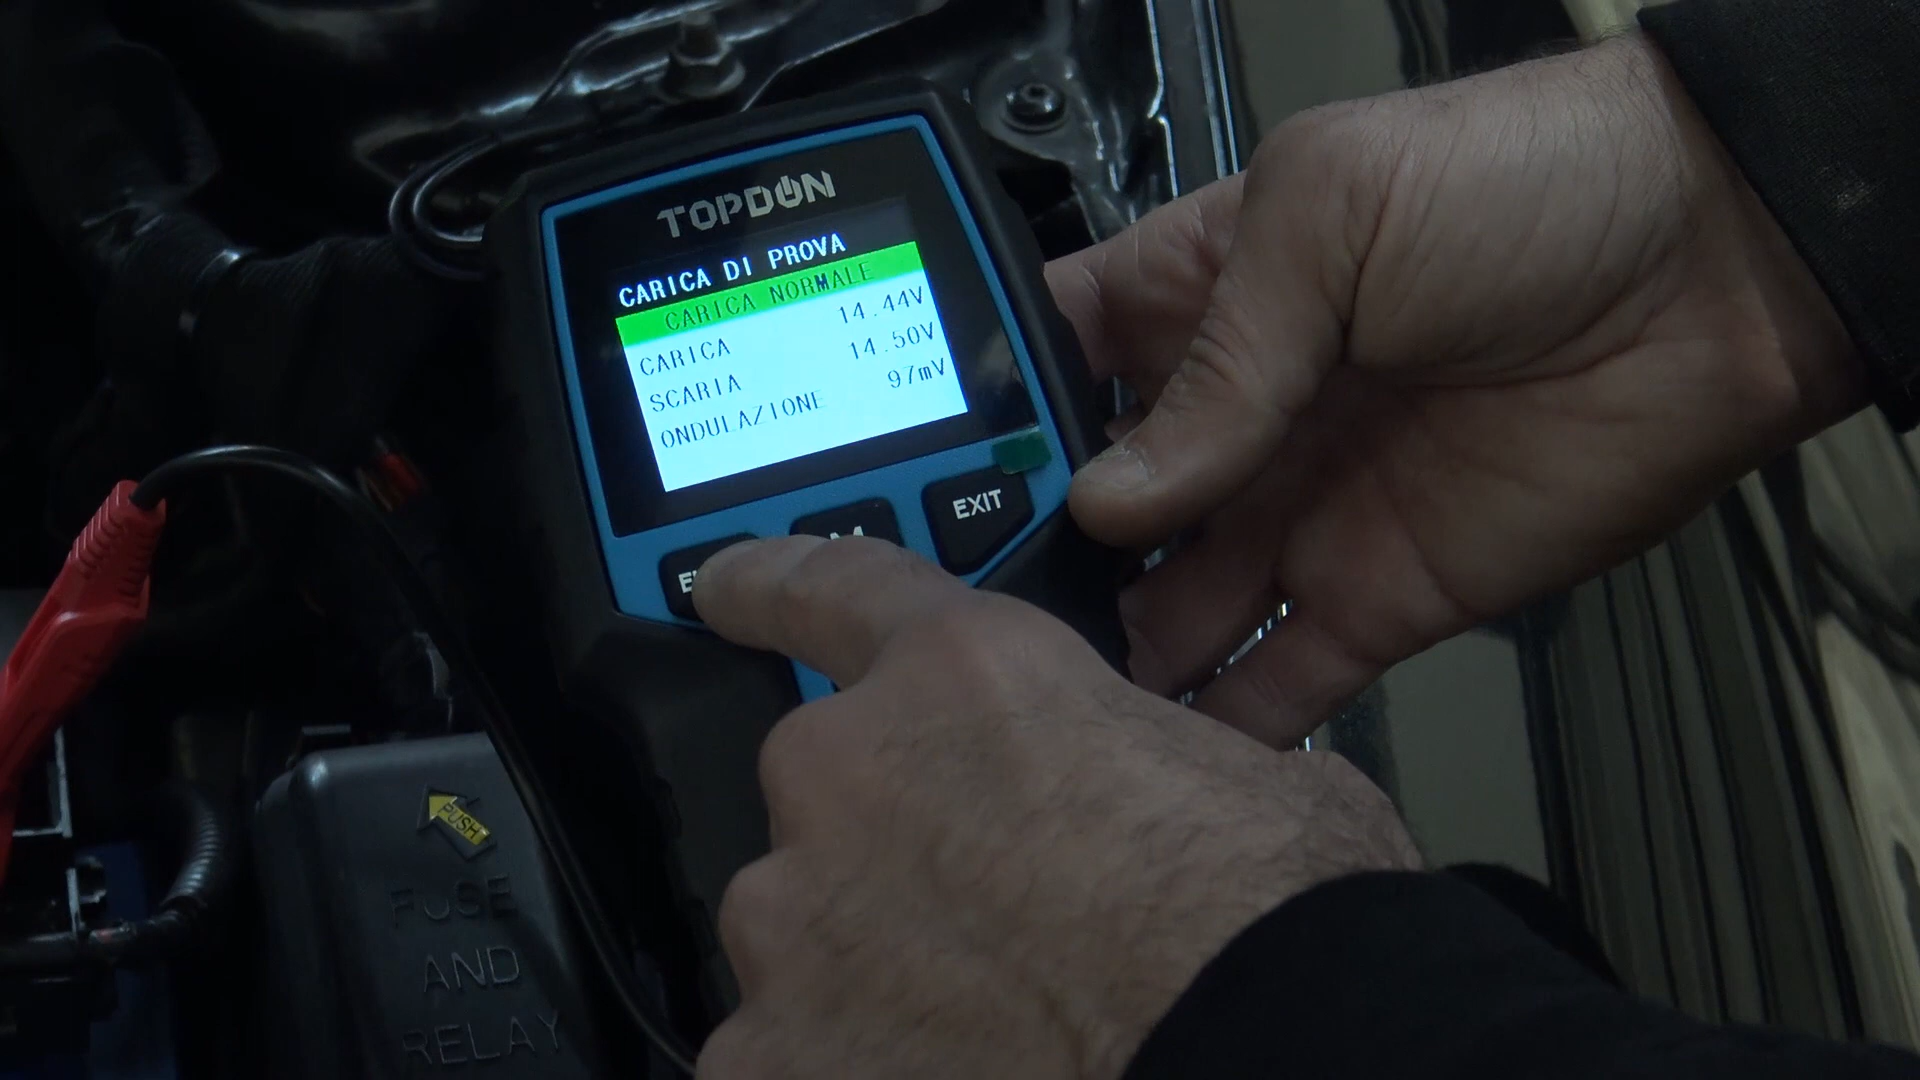 TOPDON
CARICA DI PROVA
CARICA NORMALE
CARICA 14.44V
SCARIA 14.50V
ONDULAZIONE 97mV
EXIT
PUSH
FUSE
AND
RELAY